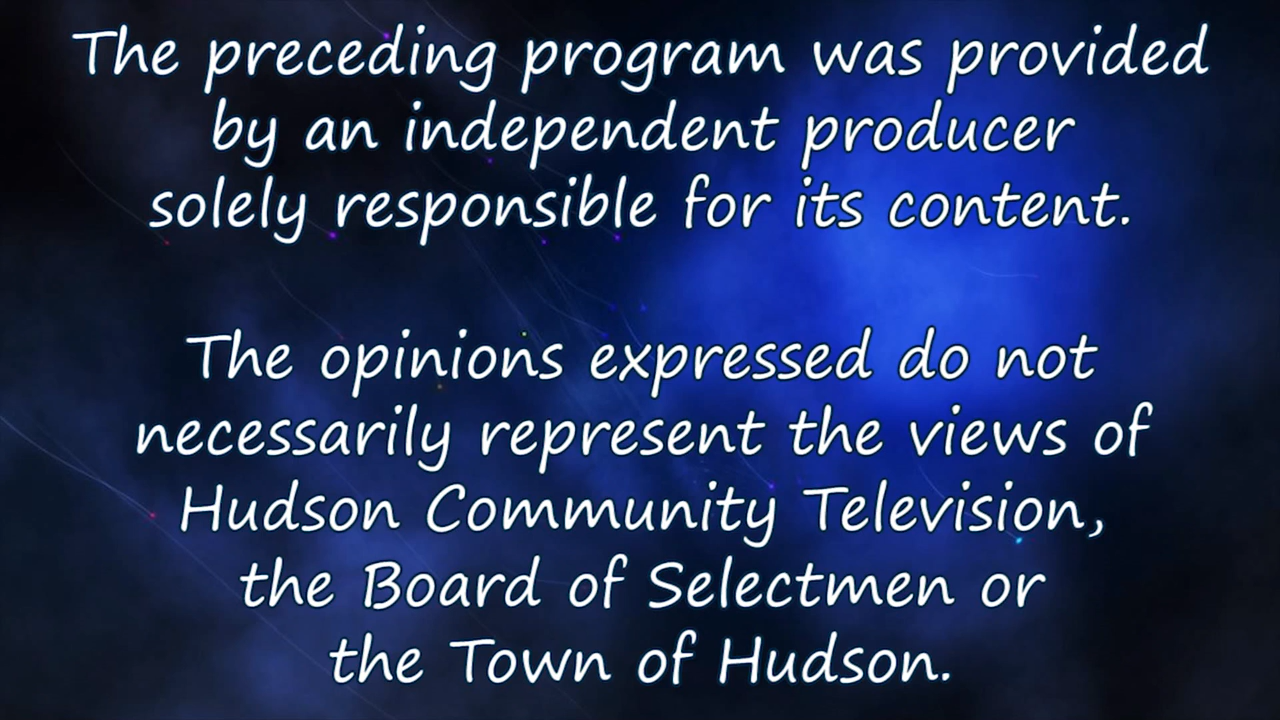 The preceding program was provided
by an independent producer
solely responsible for its content.
The opinions expressed do not
necessarily represent the views of
Hudson Community Television,
the Board of Selectmen or
the Town of Hudson.